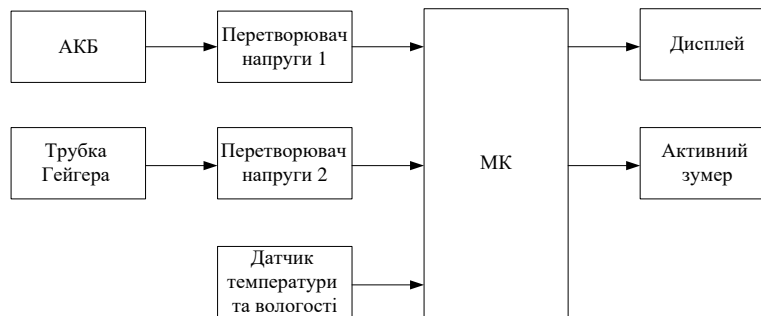 АКБ
Перетворювач
напруги 1
Дисплей
Трубка
Гейгера
Перетворювач
напруги 2
МК
Активний
зумер
Датчик
температури
та вологості